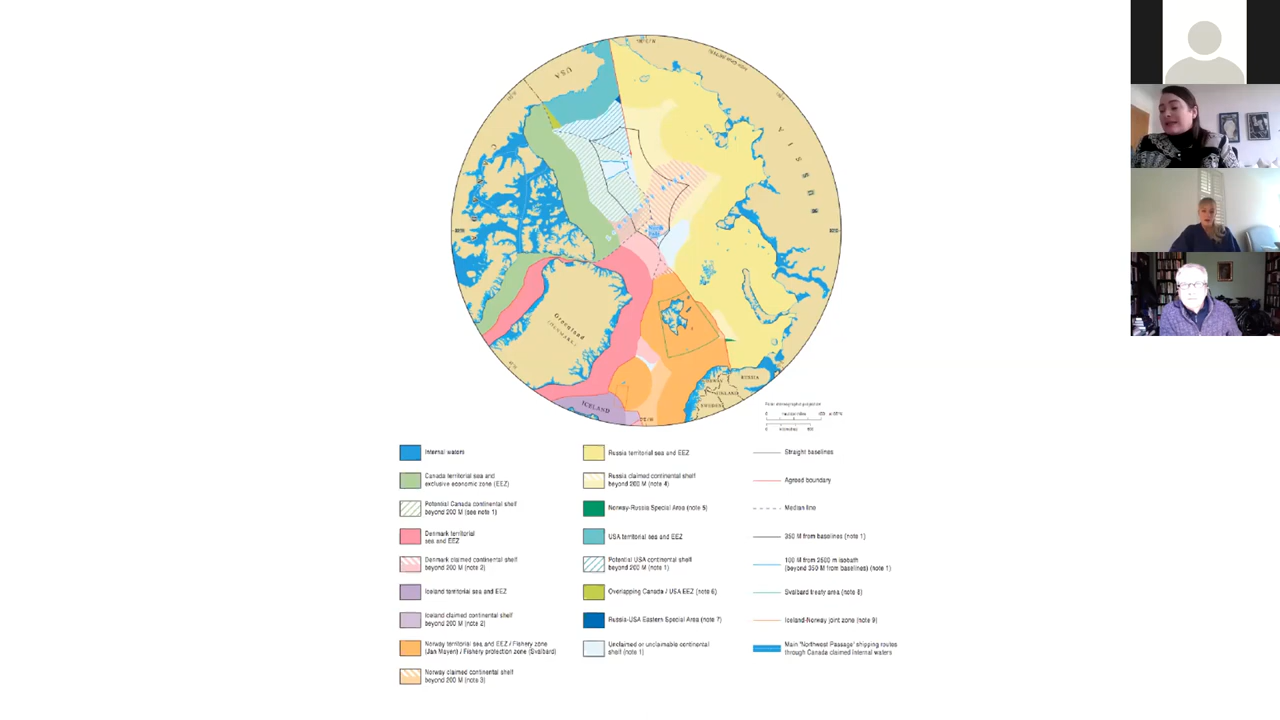 USA
RUSSIA
Greenland
ICELAND
RUSSIA
FINLAND
SWEDEN
Internal waters
Canada territorial sea and
exclusive economic zone (EEZ)
Potential Canada continental shelf
beyond 200 M (see note 1)
Denmark territorial
sea and EEZ
Denmark claimed continental shelf
beyond 200 M (note 2)
Iceland territorial sea and EEZ
Iceland claimed continental shelf
beyond 200 M (note 2)
Norway territorial sea and EEZ / Fishery zone
(Jan Mayen) / Fishery protection zone (Svalbard)
Norway claimed continental shelf
beyond 200 M (note 3)
Russia territorial sea and EEZ
Russia claimed continental shelf
beyond 200 M (note 4)
Norway-Russia Special Area (note 5)
USA territorial sea and EEZ
Potential USA continental shelf
beyond 200 M (note 1)
Overlapping Canada / USA EEZ (note 6)
Russia-USA Eastern Special Area (note 7)
Unclaimed or unclaimable continental
shelf (note 1)
Straight baselines
Agreed boundary
Median line
350 M from baselines (note 1)
100 M from 2500 m isobath
(beyond 350 M from baselines) (note 1)
Svalbard treaty area (note 8)
Iceland-Norway joint zone (note 9)
Main 'Northwest Passage' shipping routes
through Canada claimed internal waters